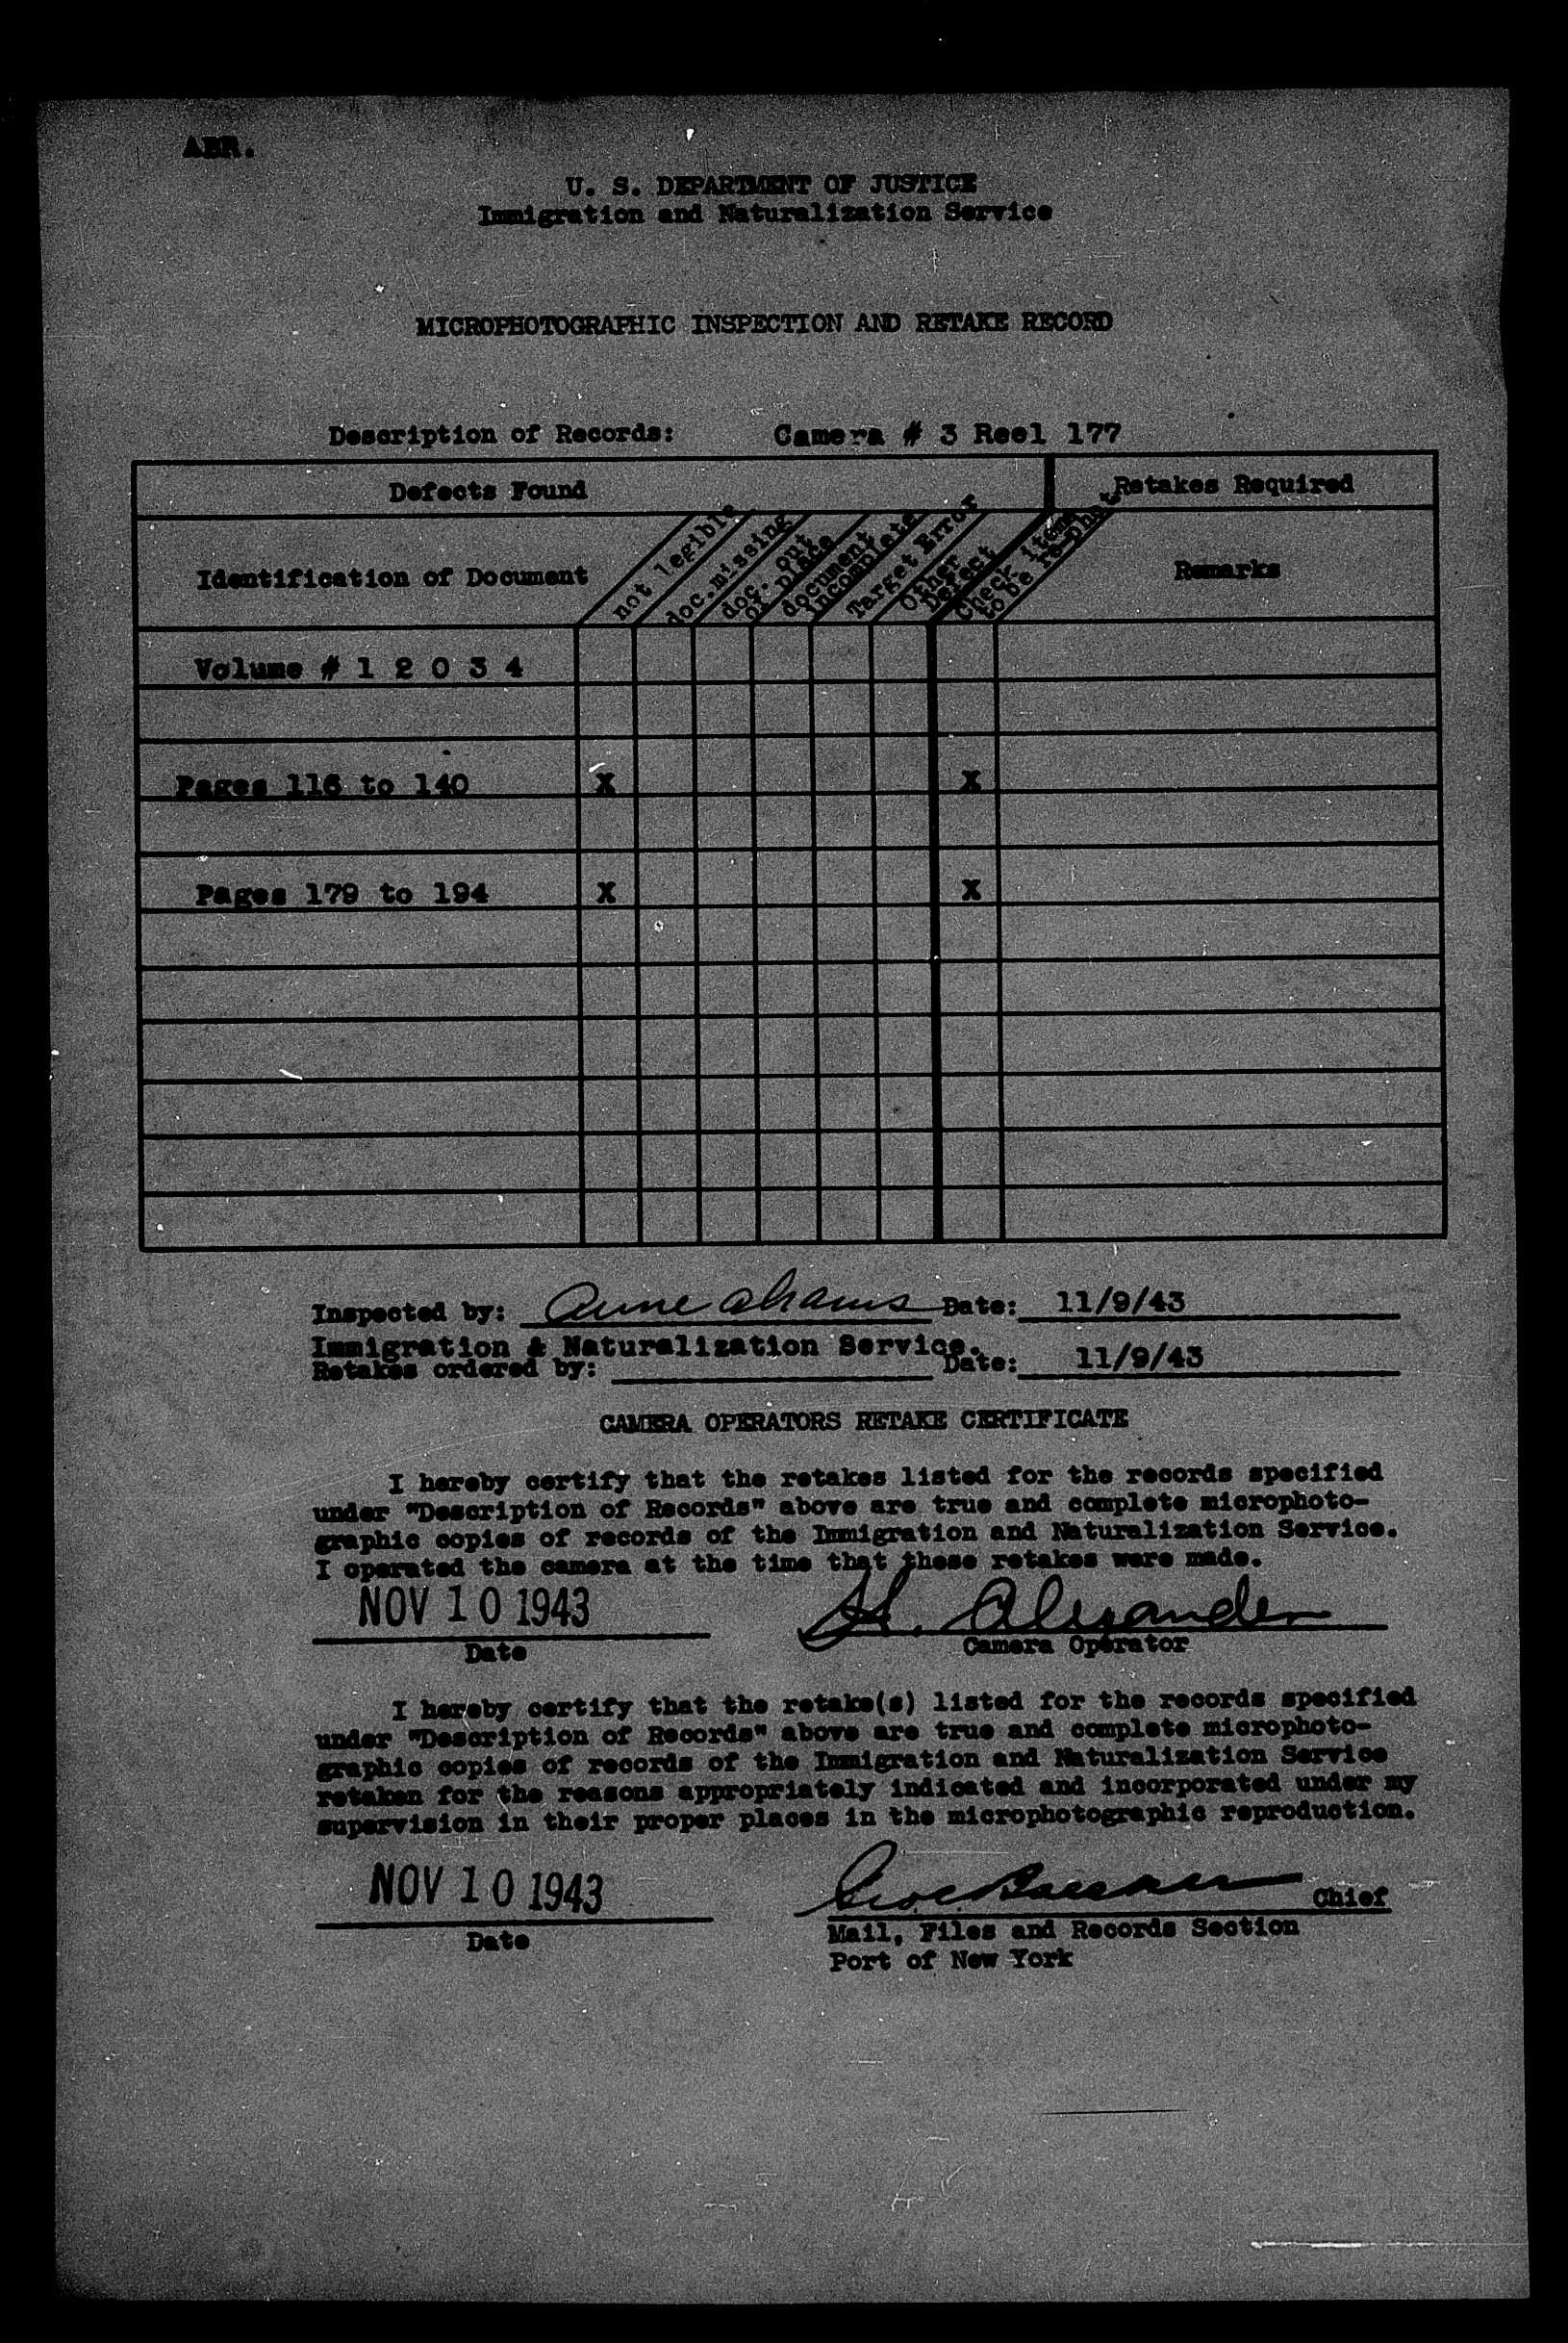 U. S. DEPARTMENT OF JUSTICE
Immigration and Naturalization Service
MICROPHOTOGRAPHIC INSPECTION AND RETAKE RECORD
Description of Records: Camera # 3 Reel 177
Defects Found Retakes Required
Identification of Document not legible doc.missing doc. out of place document incomplete Target Error Other Defect Check items to be re-photo Remarks
Volume # 1 2 0 3 4
Pages 116 to 140 X X
Pages 179 to 194 X X
Inspected by: Anne Abrams Date: 11/9/43
Immigration & Naturalization Service.
Retakes ordered by: Date: 11/9/43
CAMERA OPERATORS RETAKE CERTIFICATE
I hereby certify that the retakes listed for the records specified
under "Description of Records" above are true and complete microphoto-
graphic copies of records of the Immigration and Naturalization Service.
I operated the camera at the time that these retakes were made.
NOV 10 1943 H. Alexander
Date Camera Operator
I hereby certify that the retake(s) listed for the records specified
under "Description of Records" above are true and complete microphoto-
graphic copies of records of the Immigration and Naturalization Service
retaken for the reasons appropriately indicated and incorporated under my
supervision in their proper places in the microphotographic reproduction.
NOV 10 1943 Chief
Date Mail, Files and Records Section
Port of New York